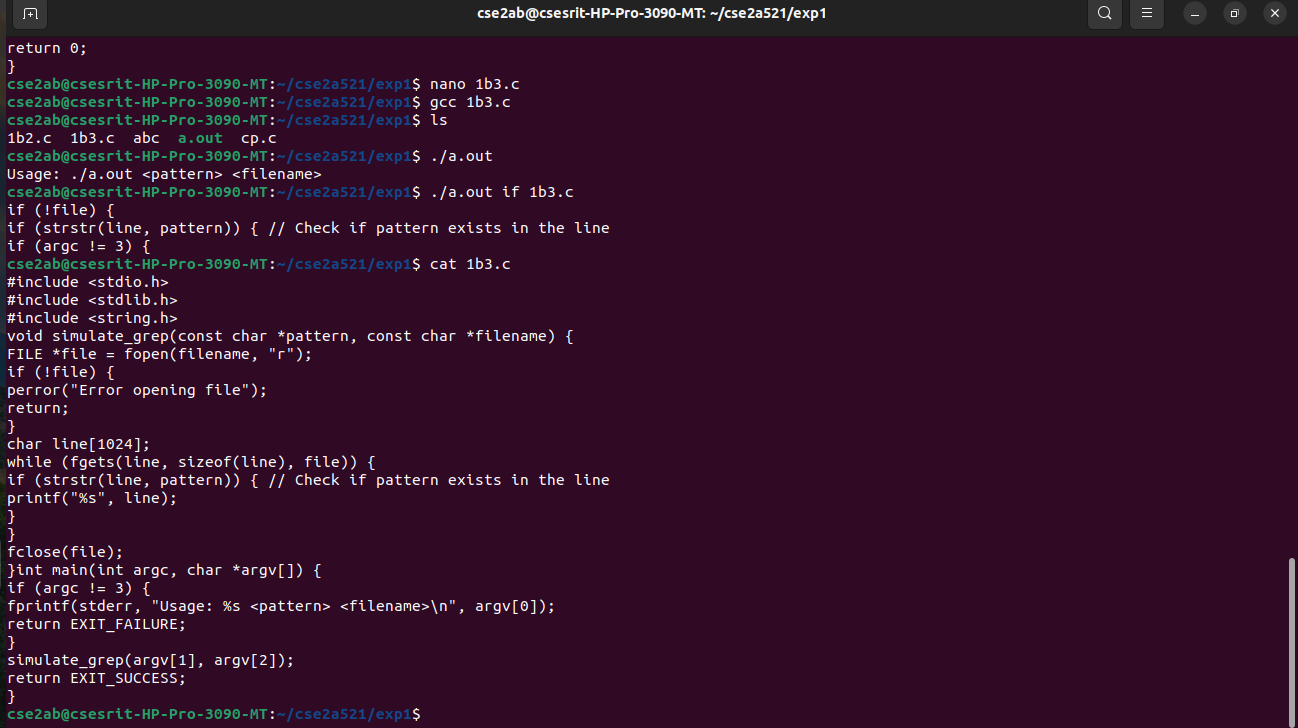 cse2ab@csesrit-HP-Pro-3090-MT: ~/cse2a521/exp1
return 0;
}
cse2ab@csesrit-HP-Pro-3090-MT:~/cse2a521/exp1$ nano 1b3.c
cse2ab@csesrit-HP-Pro-3090-MT:~/cse2a521/exp1$ gcc 1b3.c
cse2ab@csesrit-HP-Pro-3090-MT:~/cse2a521/exp1$ ls
1b2.c  1b3.c  abc  a.out  cp.c
cse2ab@csesrit-HP-Pro-3090-MT:~/cse2a521/exp1$ ./a.out
Usage: ./a.out <pattern> <filename>
cse2ab@csesrit-HP-Pro-3090-MT:~/cse2a521/exp1$ ./a.out if 1b3.c
if (!file) {
if (strstr(line, pattern)) { // Check if pattern exists in the line
if (argc != 3) {
cse2ab@csesrit-HP-Pro-3090-MT:~/cse2a521/exp1$ cat 1b3.c
#include <stdio.h>
#include <stdlib.h>
#include <string.h>
void simulate_grep(const char *pattern, const char *filename) {
FILE *file = fopen(filename, "r");
if (!file) {
perror("Error opening file");
return;
}
char line[1024];
while (fgets(line, sizeof(line), file)) {
if (strstr(line, pattern)) { // Check if pattern exists in the line
printf("%s", line);
}
}
fclose(file);
}int main(int argc, char *argv[]) {
if (argc != 3) {
fprintf(stderr, "Usage: %s <pattern> <filename>\n", argv[0]);
return EXIT_FAILURE;
}
simulate_grep(argv[1], argv[2]);
return EXIT_SUCCESS;
}
cse2ab@csesrit-HP-Pro-3090-MT:~/cse2a521/exp1$